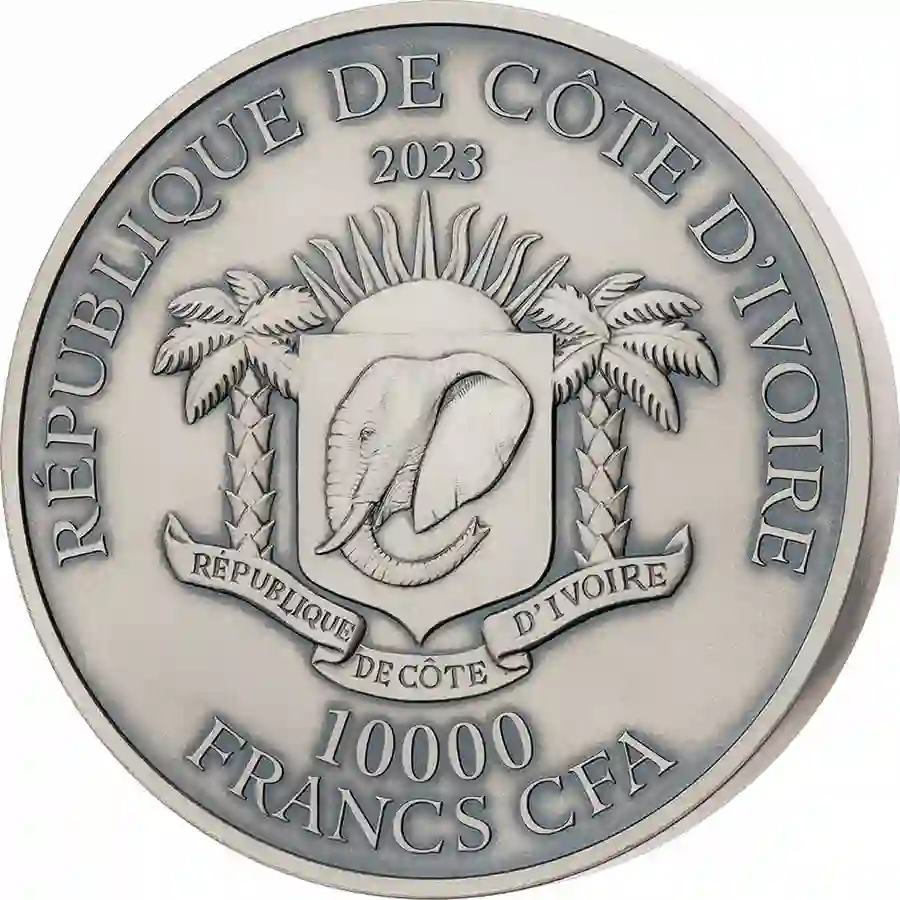 RÉPUBLIQUE DE CÔTE D'IVOIRE
2023
RÉPUBLIQUE DE CÔTE D'IVOIRE
10000
FRANCS CFA